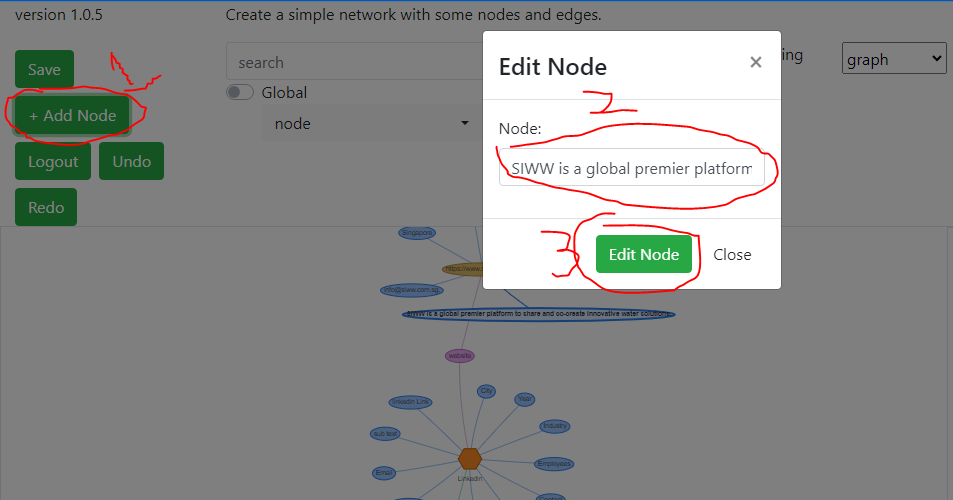 version 1.0.5
Create a simple network with some nodes and edges.
Save
search
ing
graph
Global
+ Add Node
node
Logout
Undo
Redo
Edit Node
×
2
Node:
SIWW is a global premier platform
3
Edit Node
Close
Singapore
https://www.s
info@siww.com.sg
SIWW is a global premier platform to share and co-create innovative water solutions
website
City
linkedin Link
Year
sub text
Industry
Email
Employees
Linkedin